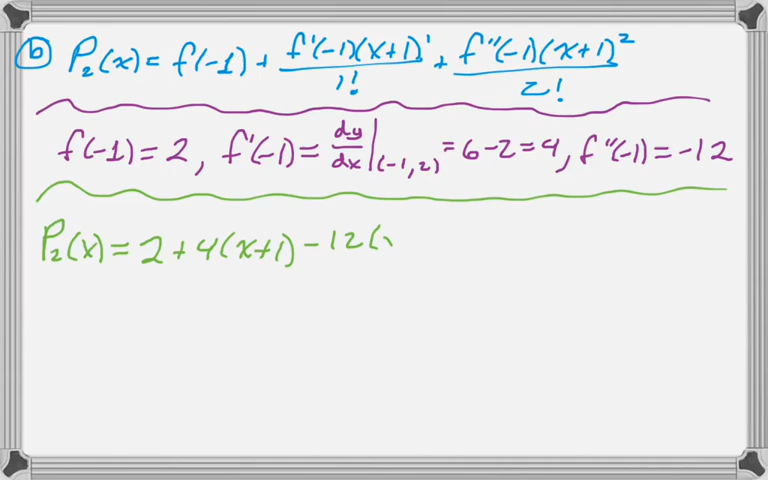 (b) P₂(x) = f(-1) + f'(-1)(x+1)¹/1! + f''(-1)(x+1)²/2!
f(-1) = 2, f'(-1) = dy/dx|(-1,2) = 6-2 = 4, f''(-1) = -12
P₂(x) = 2 + 4(x+1) - 12(